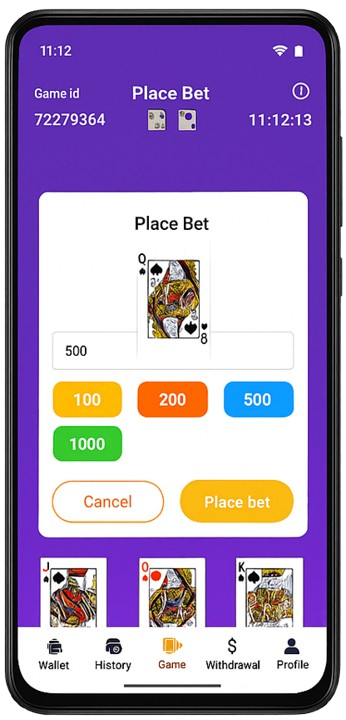 11:12
Game id Place Bet
72279364 11:12:13
Place Bet
Q
8
500
100 200 500
1000
Cancel Place bet
J Q K
Wallet History Game Withdrawal Profile